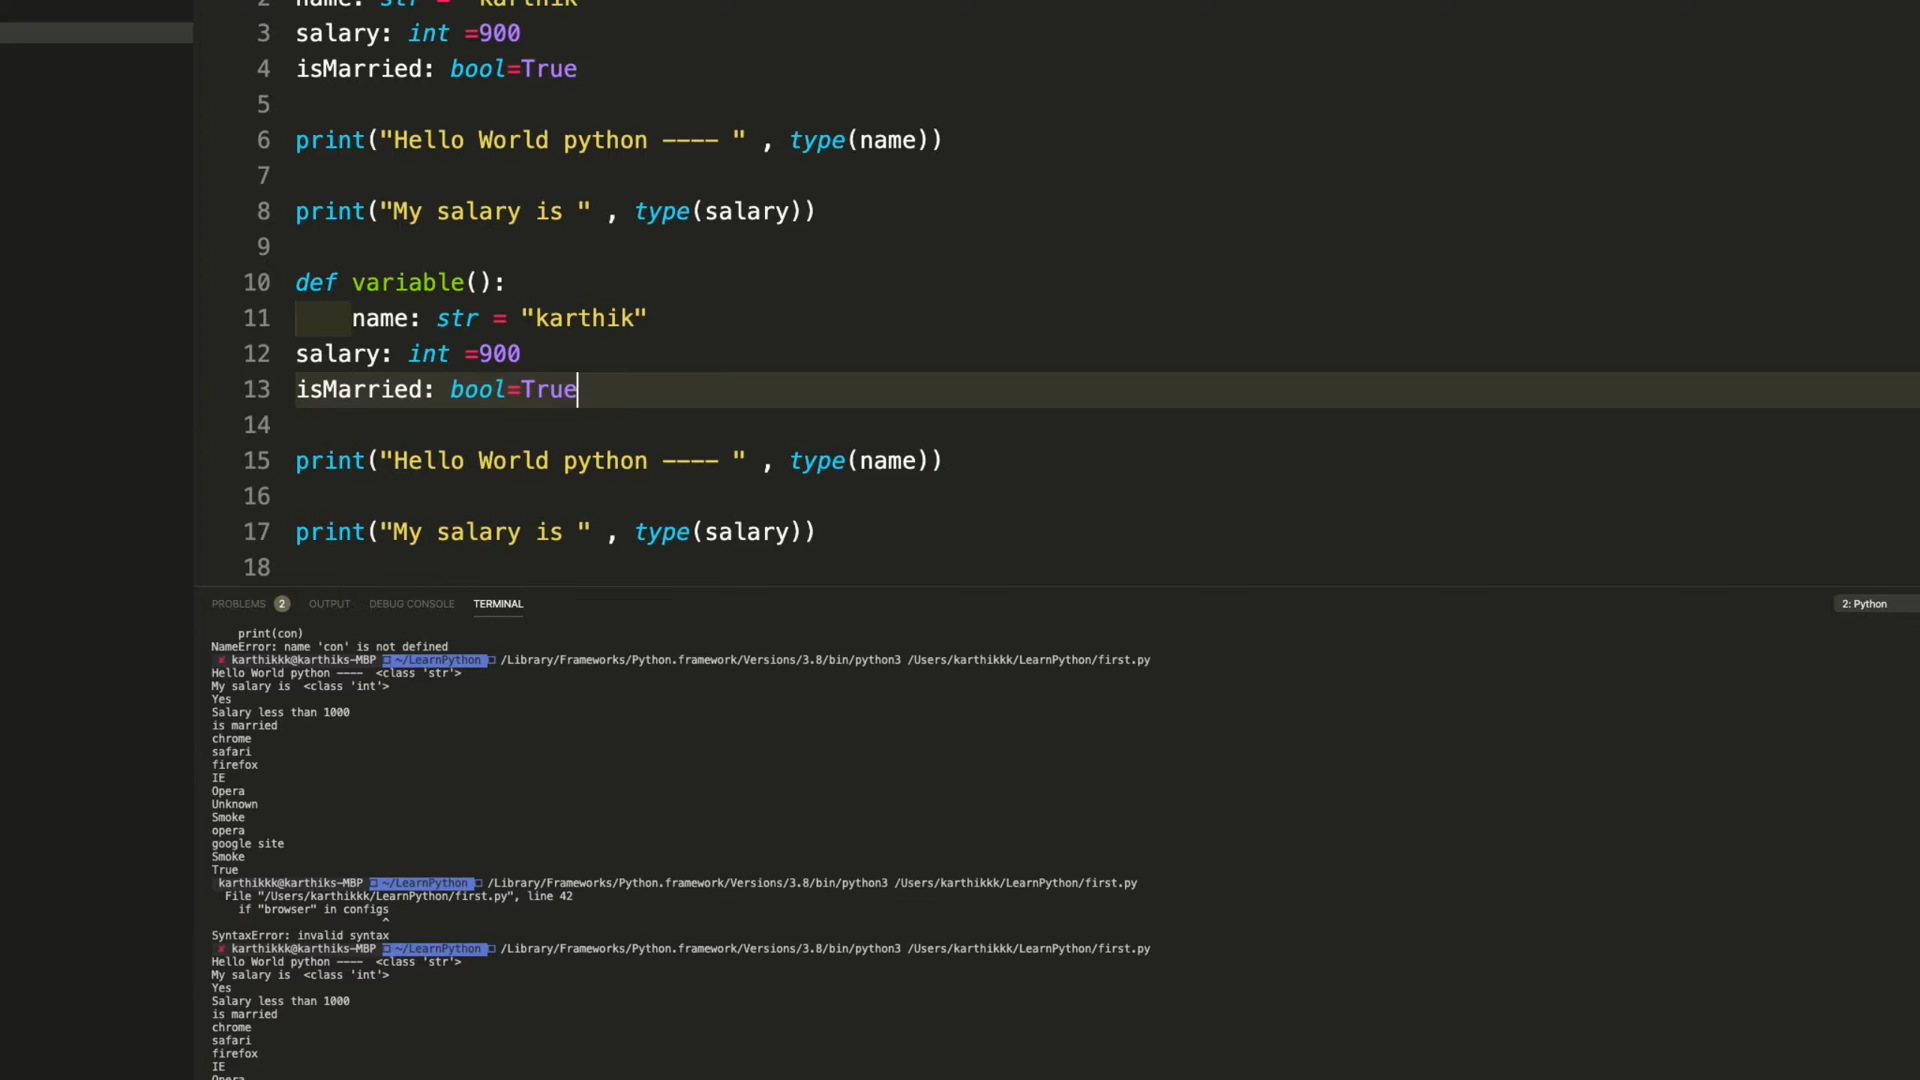 2 name: str = "karthik"
3 salary: int =900
4 isMarried: bool=True
5
6 print("Hello World python ---- " , type(name))
7
8 print("My salary is " , type(salary))
9
10 def variable():
11 name: str = "karthik"
12 salary: int =900
13 isMarried: bool=True
14
15 print("Hello World python ---- " , type(name))
16
17 print("My salary is " , type(salary))
18
PROBLEMS 2 OUTPUT DEBUG CONSOLE TERMINAL 2: Python
print(con)
NameError: name 'con' is not defined
✘ karthikkk@karthiks-MBP ~/LearnPython /Library/Frameworks/Python.framework/Versions/3.8/bin/python3 /Users/karthikkk/LearnPython/first.py
Hello World python ---- <class 'str'>
My salary is <class 'int'>
Yes
Salary less than 1000
is married
chrome
safari
firefox
IE
Opera
Unknown
Smoke
opera
google site
Smoke
True
karthikkk@karthiks-MBP ~/LearnPython /Library/Frameworks/Python.framework/Versions/3.8/bin/python3 /Users/karthikkk/LearnPython/first.py
File "/Users/karthikkk/LearnPython/first.py", line 42
if "browser" in configs
^
SyntaxError: invalid syntax
✘ karthikkk@karthiks-MBP ~/LearnPython /Library/Frameworks/Python.framework/Versions/3.8/bin/python3 /Users/karthikkk/LearnPython/first.py
Hello World python ---- <class 'str'>
My salary is <class 'int'>
Yes
Salary less than 1000
is married
chrome
safari
firefox
IE
Opera